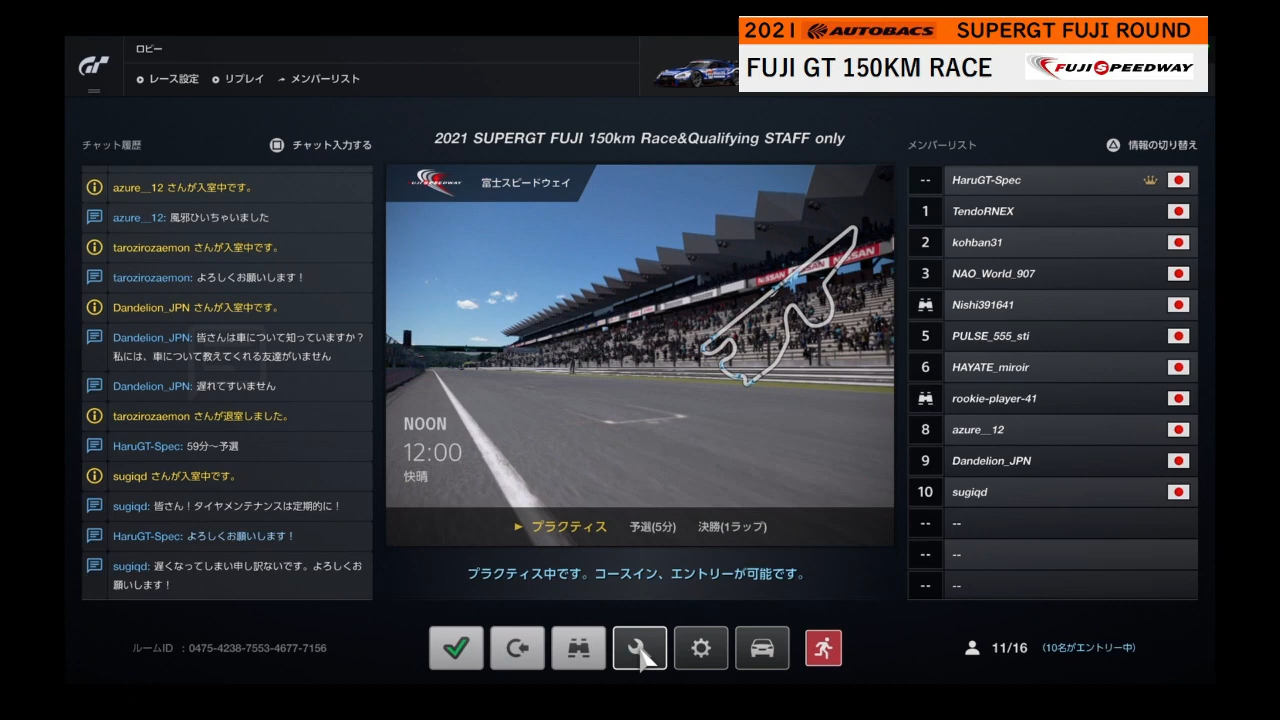 2021 AUTOBACS SUPERGT FUJI ROUND
FUJI GT 150KM RACE FUJI SPEEDWAY
GT
ロビー
レース設定 リプレイ メンバーリスト
チャット履歴 チャット入力する
2021 SUPERGT FUJI 150km Race&Qualifying STAFF only
メンバーリスト 情報の切り替え
azure__12 さんが入室中です。
azure__12: 風邪ひいちゃいました
tarozirozaemon さんが入室中です。
tarozirozaemon: よろしくお願いします！
Dandelion_JPN さんが入室中です。
Dandelion_JPN: 皆さんは車について知っていますか？
私には、車について教えてくれる友達がいません
Dandelion_JPN: 遅れてすいません
tarozirozaemon さんが退室しました。
HaruGT-Spec: 59分～予選
sugiqd さんが入室中です。
sugiqd: 皆さん！タイヤメンテナンスは定期的に！
HaruGT-Spec: よろしくお願いします！
sugiqd: 遅くなってしまい申し訳ないです。よろしくお
願いします！
FUJI SPEEDWAY 富士スピードウェイ
NISSAN
NISSAN
NISSAN
NOON
12:00
快晴
プラクティス 予選(5分) 決勝(1ラップ)
プラクティス中です。コースイン、エントリーが可能です。
-- HaruGT-Spec
1 TendoRNEX
2 kohban31
3 NAO_World_907
Nishi391641
5 PULSE_555_sti
6 HAYATE_miroir
rookie-player-41
8 azure__12
9 Dandelion_JPN
10 sugiqd
-- --
-- --
-- --
ルームID ：0475-4238-7553-4677-7156
11/16 (10名がエントリー中)